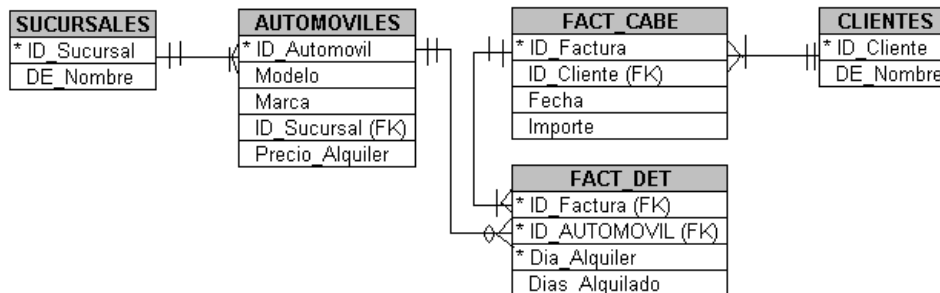 SUCURSALES
* ID_Sucursal
DE_Nombre
AUTOMOVILES
* ID_Automovil
Modelo
Marca
ID_Sucursal (FK)
Precio_Alquiler
FACT_CABE
* ID_Factura
ID_Cliente (FK)
Fecha
Importe
CLIENTES
* ID_Cliente
DE_Nombre
FACT_DET
* ID_Factura (FK)
* ID_AUTOMOVIL (FK)
* Dia_Alquiler
Dias_Alquilado